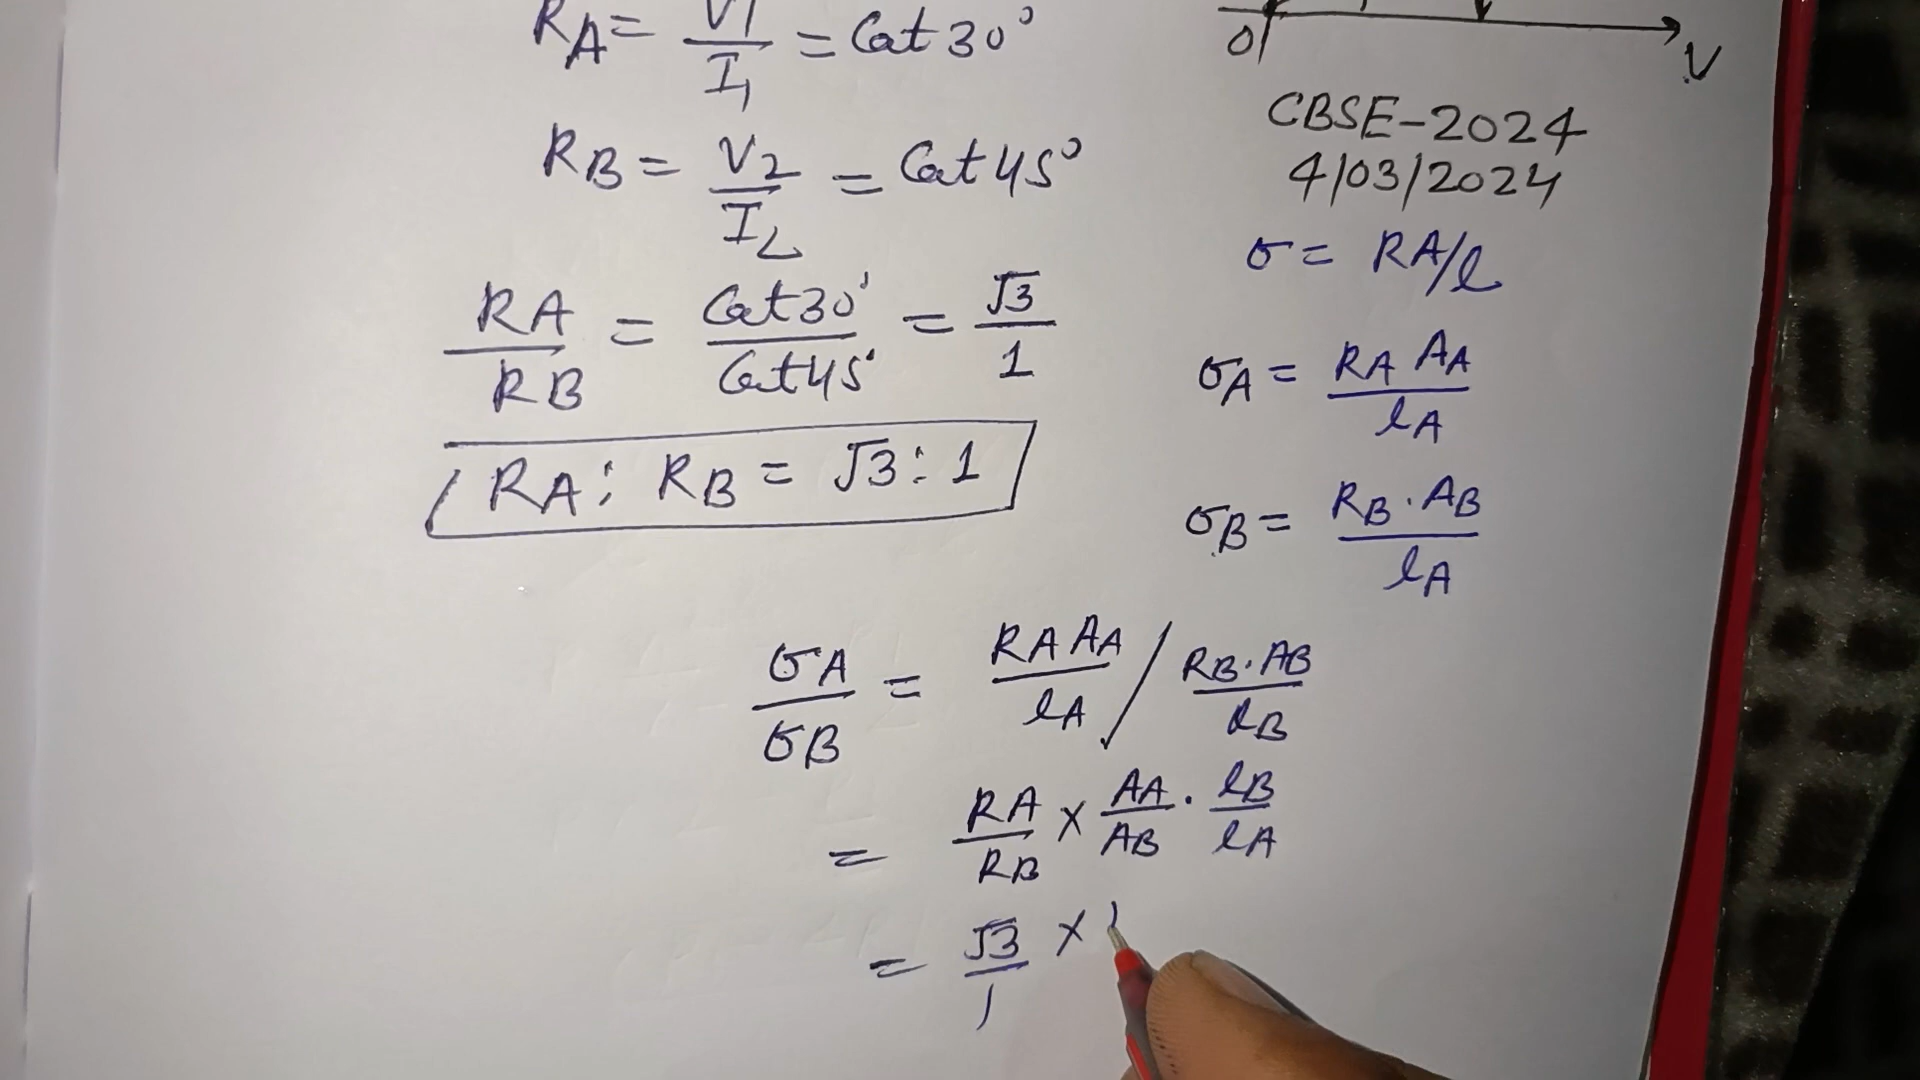 RA = V1/I1 = Cot 30°
O V
RB = V2/I2 = Cot 45°
CBSE-2024
4/03/2024
σ = RA/l
RA/RB = Cot30°/Cot45° = √3/1
σA = RA AA/lA
RA : RB = √3 : 1
σB = RB . AB/lA
σA/σB = RA AA/lA / RB . AB/lB
= RA/RB × AA/AB . lB/lA
= √3/1 ×